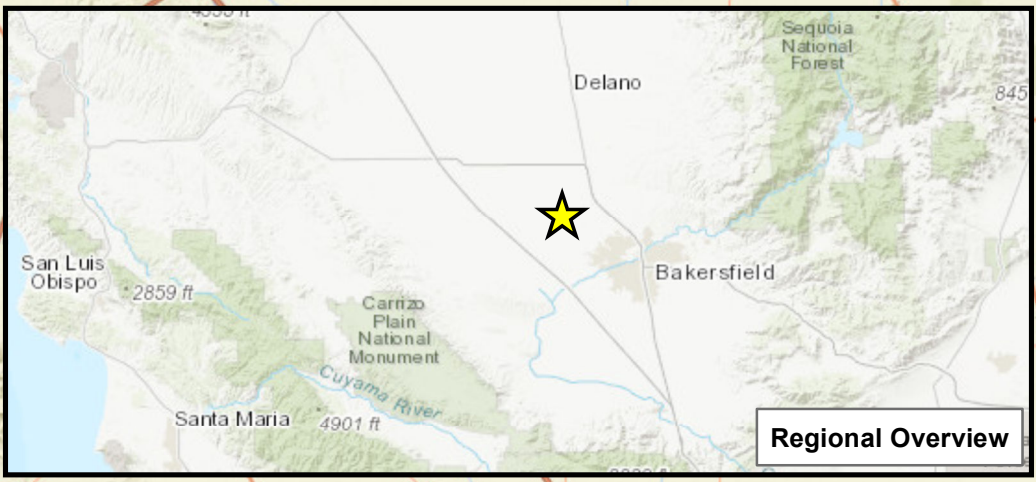 Sequoia
National
Forest
Delano
845
San Luis
Obispo
2859 ft
Bakersfield
Carrizo
Plain
National
Monument
Cuyama River
Santa Maria
4901 ft
Regional Overview